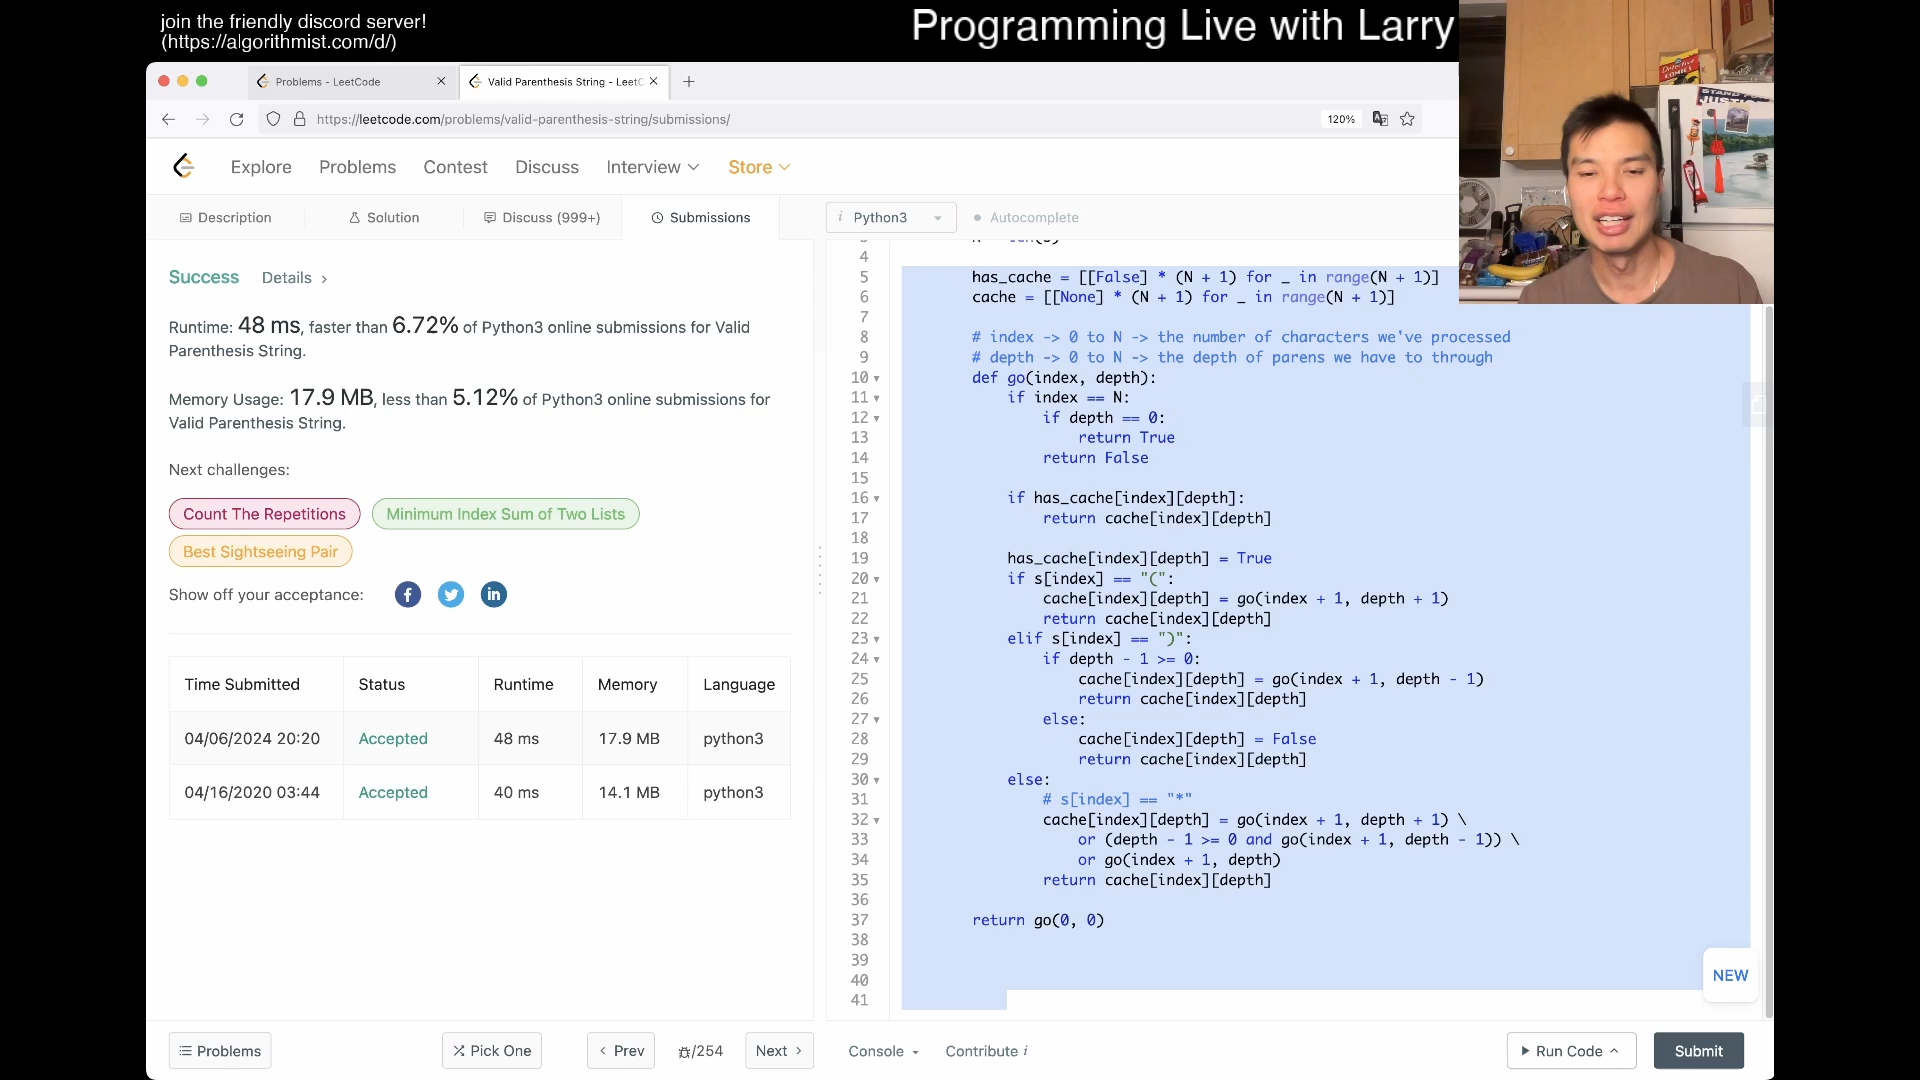 join the friendly discord server!
(https://algorithmist.com/d/)
Programming Live with Larry
Problems - LeetCode
Valid Parenthesis String - LeetC
https://leetcode.com/problems/valid-parenthesis-string/submissions/
120%
Explore
Problems
Contest
Discuss
Interview
Store
Description
Solution
Discuss (999+)
Submissions
i Python3
Autocomplete
Success
Details >
Runtime: 48 ms, faster than 6.72% of Python3 online submissions for Valid
Parenthesis String.
Memory Usage: 17.9 MB, less than 5.12% of Python3 online submissions for
Valid Parenthesis String.
Next challenges:
Count The Repetitions
Minimum Index Sum of Two Lists
Best Sightseeing Pair
Show off your acceptance:
Time Submitted Status Runtime Memory Language
04/06/2024 20:20 Accepted 48 ms 17.9 MB python3
04/16/2020 03:44 Accepted 40 ms 14.1 MB python3
4
5 has_cache = [[False] * (N + 1) for _ in range(N + 1)]
6 cache = [[None] * (N + 1) for _ in range(N + 1)]
7
8 # index -> 0 to N -> the number of characters we've processed
9 # depth -> 0 to N -> the depth of parens we have to through
10 def go(index, depth):
11 if index == N:
12 if depth == 0:
13 return True
14 return False
15
16 if has_cache[index][depth]:
17 return cache[index][depth]
18
19 has_cache[index][depth] = True
20 if s[index] == "(":
21 cache[index][depth] = go(index + 1, depth + 1)
22 return cache[index][depth]
23 elif s[index] == ")":
24 if depth - 1 >= 0:
25 cache[index][depth] = go(index + 1, depth - 1)
26 return cache[index][depth]
27 else:
28 cache[index][depth] = False
29 return cache[index][depth]
30 else:
31 # s[index] == "*"
32 cache[index][depth] = go(index + 1, depth + 1) \
33 or (depth - 1 >= 0 and go(index + 1, depth - 1)) \
34 or go(index + 1, depth)
35 return cache[index][depth]
36
37 return go(0, 0)
38
39
40
41
NEW
Problems
Pick One
< Prev
/254
Next >
Console
Contribute i
Run Code
Submit